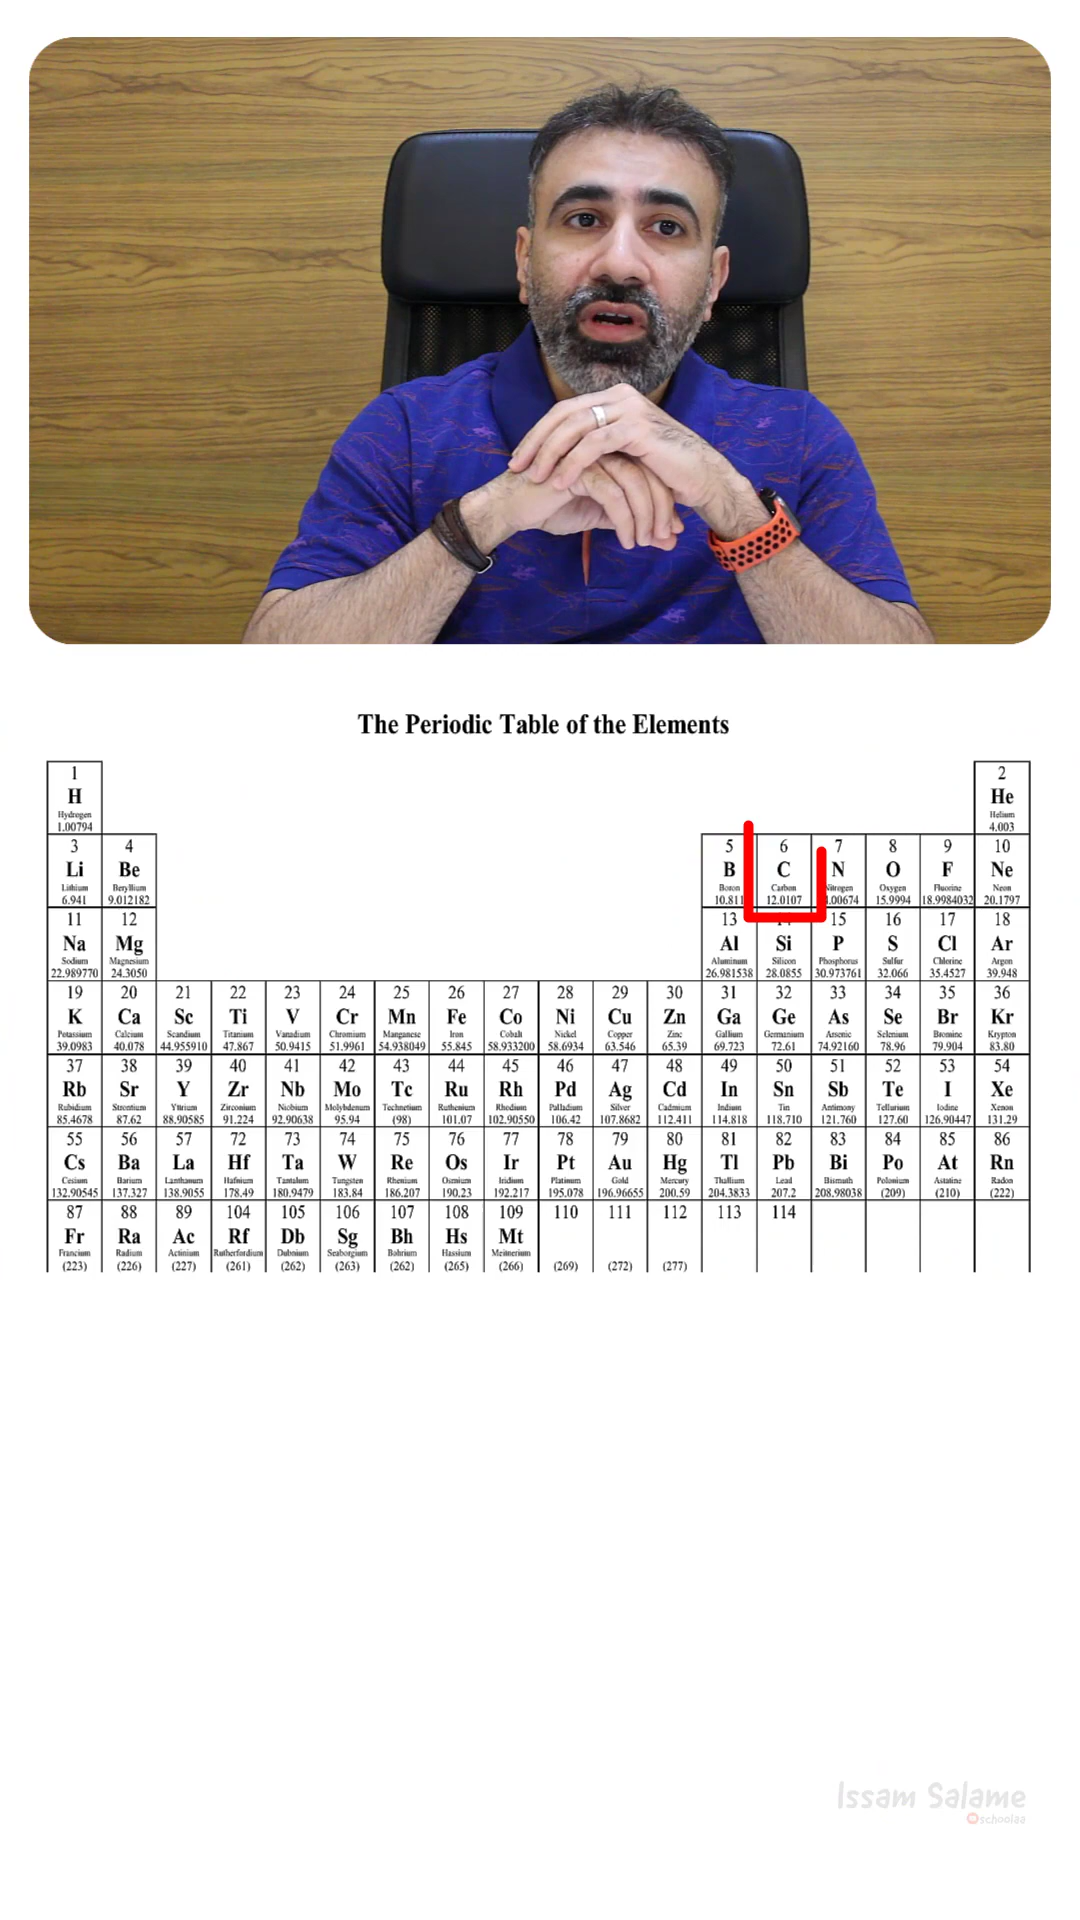 The Periodic Table of the Elements
1 2
H He
Hydrogen Helium
1.00794 4.003
3 4 5 6 7 8 9 10
Li Be B C N O F Ne
Lithium Beryllium Boron Carbon Nitrogen Oxygen Fluorine Neon
6.941 9.012182 10.811 12.0107 15.9994 18.9984032 20.1797
11 12 13 14 15 16 17 18
Na Mg Al Si P S Cl Ar
Sodium Magnesium Aluminum Silicon Phosphorus Sulfur Chlorine Argon
22.989770 24.3050 26.981538 28.0855 30.973761 32.066 35.4527 39.948
19 20 21 22 23 24 25 26 27 28 29 30 31 32 33 34 35 36
K Ca Sc Ti V Cr Mn Fe Co Ni Cu Zn Ga Ge As Se Br Kr
Potassium Calcium Scandium Titanium Vanadium Chromium Manganese Iron Cobalt Nickel Copper Zinc Gallium Germanium Arsenic Selenium Bromine Krypton
39.0983 40.078 44.955910 47.867 50.9415 51.9961 54.938049 55.845 58.933200 58.6934 63.546 65.39 69.723 72.61 74.92160 78.96 79.904 83.80
37 38 39 40 41 42 43 44 45 46 47 48 49 50 51 52 53 54
Rb Sr Y Zr Nb Mo Tc Ru Rh Pd Ag Cd In Sn Sb Te I Xe
Rubidium Strontium Yttrium Zirconium Niobium Molybdenum Technetium Ruthenium Rhodium Palladium Silver Cadmium Indium Tin Antimony Tellurium Iodine Xenon
85.4678 87.62 88.90585 91.224 92.90638 95.94 (98) 101.07 102.90550 106.42 107.8682 112.411 114.818 118.710 121.760 127.60 126.90447 131.29
55 56 57 72 73 74 75 76 77 78 79 80 81 82 83 84 85 86
Cs Ba La Hf Ta W Re Os Ir Pt Au Hg Tl Pb Bi Po At Rn
Cesium Barium Lanthanum Hafnium Tantalum Tungsten Rhenium Osmium Iridium Platinum Gold Mercury Thallium Lead Bismuth Polonium Astatine Radon
132.90545 137.327 138.9055 178.49 180.9479 183.84 186.207 190.23 192.217 195.078 196.96655 200.59 204.3833 207.2 208.98038 (209) (210) (222)
87 88 89 104 105 106 107 108 109 110 111 112 113 114
Fr Ra Ac Rf Db Sg Bh Hs Mt
Francium Radium Actinium Rutherfordium Dubnium Seaborgium Bohrium Hassium Meitnerium
(223) (226) (227) (261) (262) (263) (262) (265) (266) (269) (272) (277)
Issam Salame
schoolaa